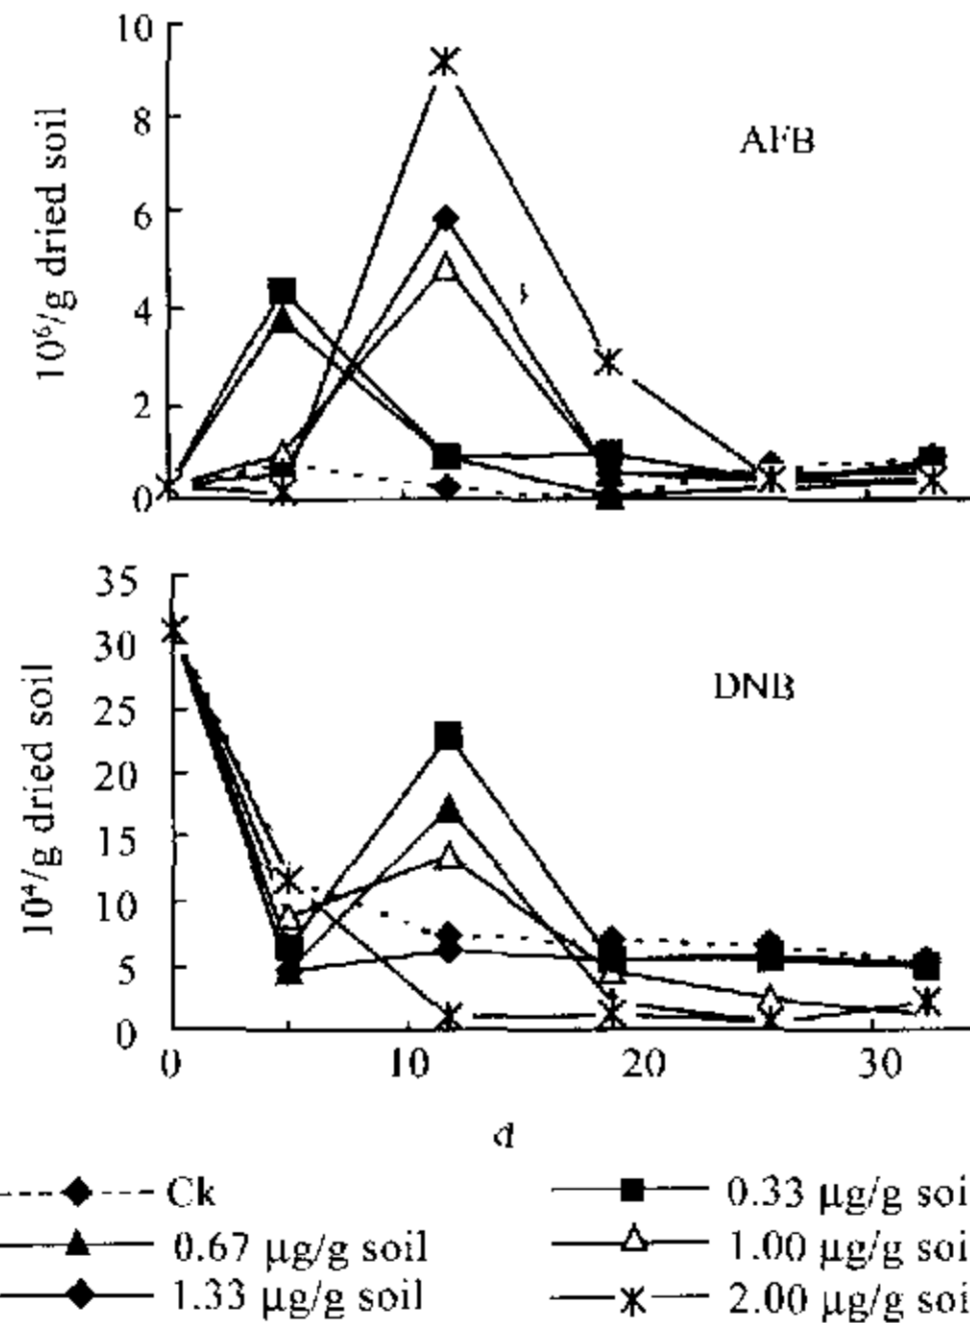 10
8
6
4
2
0
10⁶/g dried soil
AFB
35
30
25
20
15
10
5
0
10⁴/g dried soil
DNB
0 10 20 30
d
Ck 0.33 μg/g soi
0.67 μg/g soil 1.00 μg/g soi
1.33 μg/g soil 2.00 μg/g soi